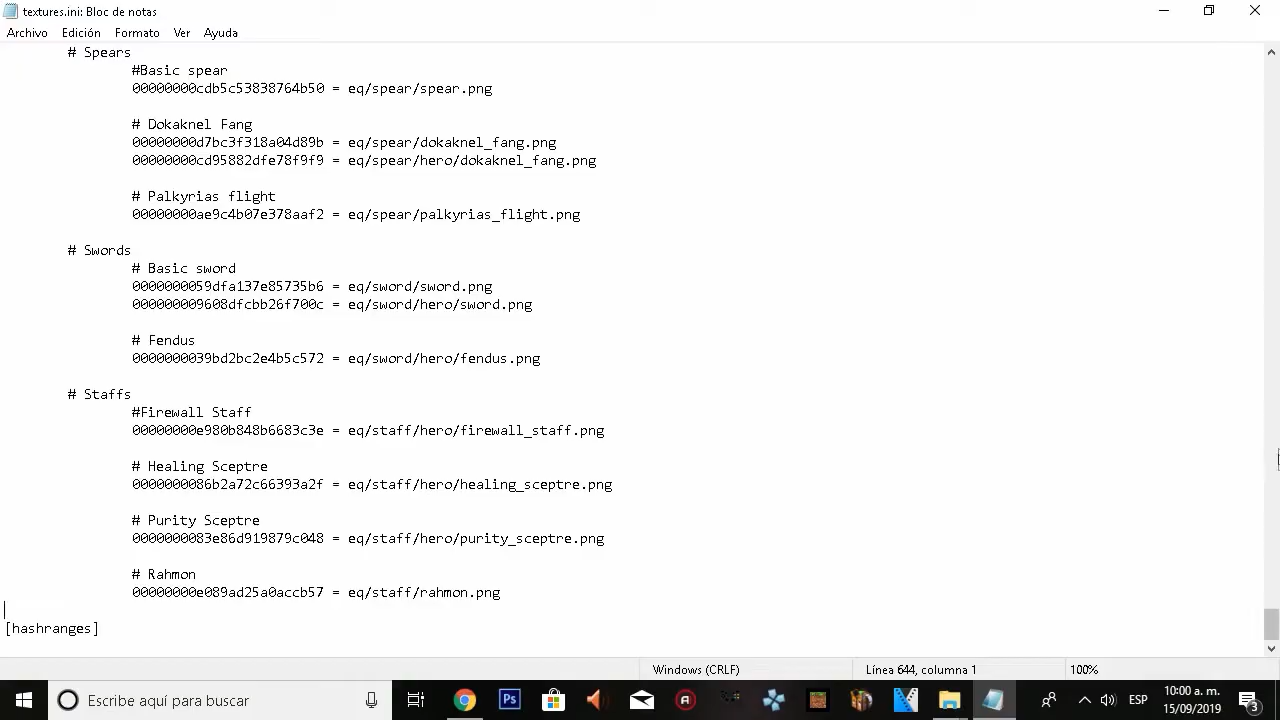 textures.ini: Bloc de notas
Archivo Edición Formato Ver Ayuda
# Spears
#Basic spear
00000000cdb5c53838764b50 = eq/spear/spear.png
# Dokaknel Fang
00000000d7bc3f318a04d89b = eq/spear/dokaknel_fang.png
00000000cd95882dfe78f9f9 = eq/spear/hero/dokaknel_fang.png
# Palkyrias flight
00000000ae9c4b07e378aaf2 = eq/spear/palkyrias_flight.png
# Swords
# Basic sword
0000000059dfa137e85735b6 = eq/sword/sword.png
000000009608dfcbb26f700c = eq/sword/hero/sword.png
# Fendus
0000000039bd2bc2e4b5c572 = eq/sword/hero/fendus.png
# Staffs
#Firewall Staff
00000000e980b848b6683c3e = eq/staff/hero/firewall_staff.png
# Healing Sceptre
0000000086b2a72c66393a2f = eq/staff/hero/healing_sceptre.png
# Purity Sceptre
0000000083e86d919879c048 = eq/staff/hero/purity_sceptre.png
# Rahmon
00000000e089ad25a0accb57 = eq/staff/rahmon.png
[hashranges]
Windows (CRLF) Línea 644, columna 1 100%
Escribe aquí para buscar
Ps
ESP
10:00 a. m.
15/09/2019
3